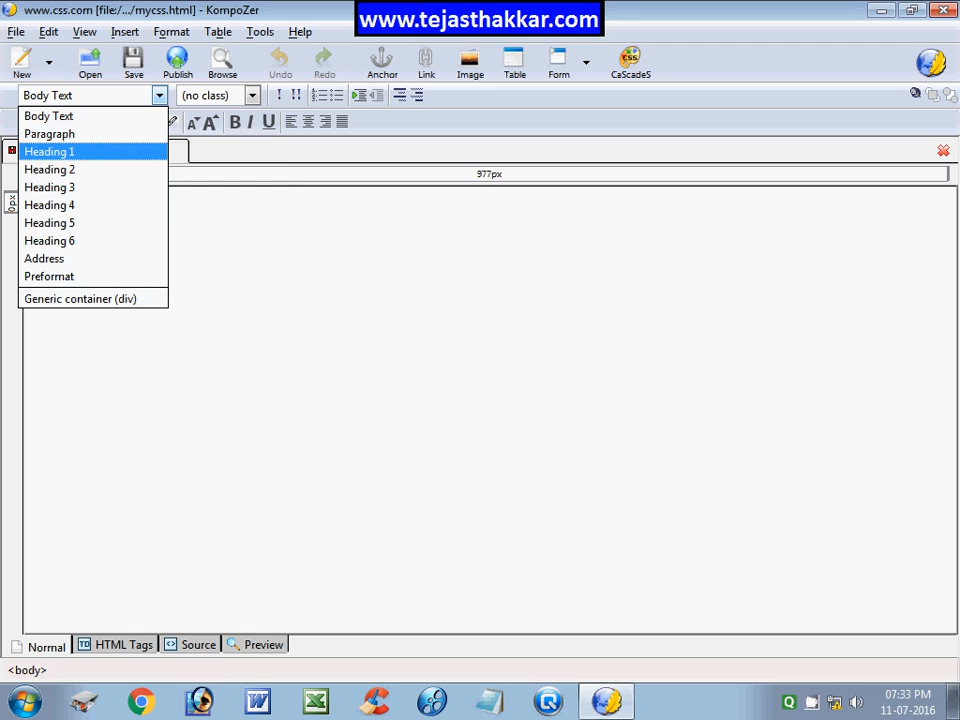 www.css.com [file:/.../mycss.html] - KompoZer
www.tejasthakkar.com
File Edit View Insert Format Table Tools Help
New Open Save Publish Browse Undo Redo Anchor Link Image Table Form CaScadeS
Body Text (no class)
Body Text
Paragraph
Heading 1
Heading 2
Heading 3
Heading 4
Heading 5
Heading 6
Address
Preformat
Generic container (div)
A A B I U
977px
0px
Normal HTML Tags Source Preview
<body>
07:33 PM
11-07-2016